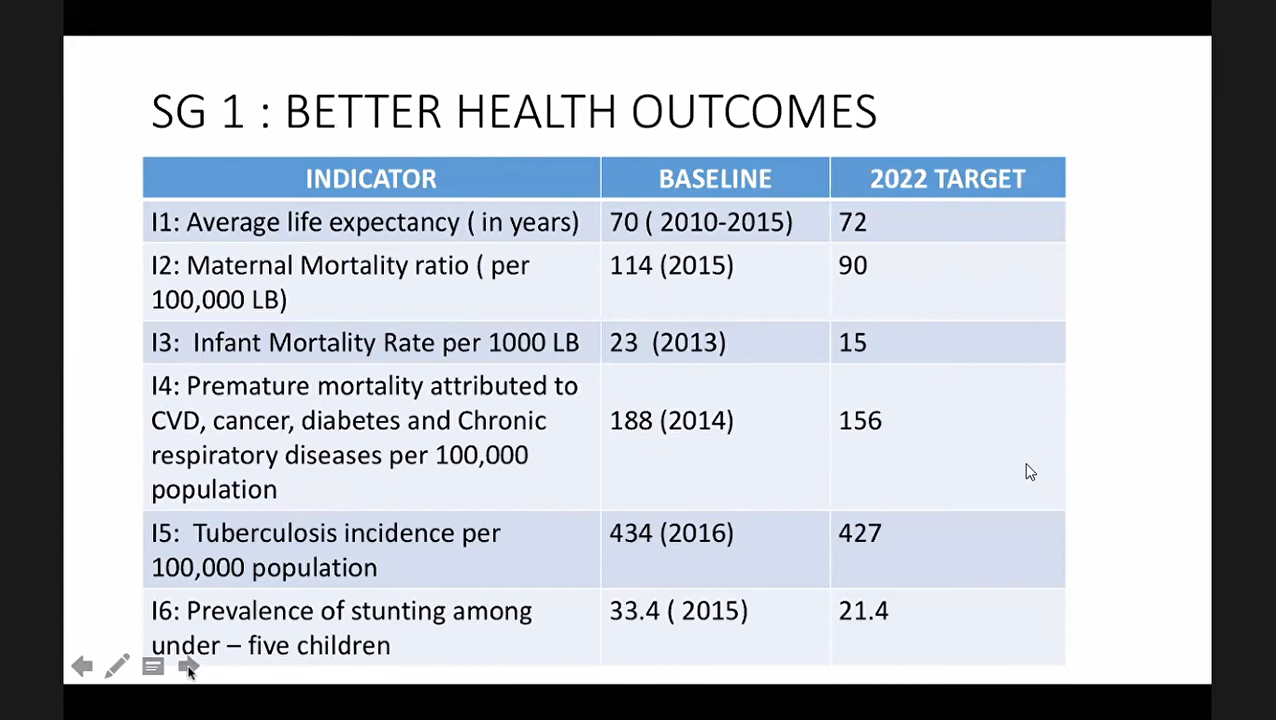 SG 1 : BETTER HEALTH OUTCOMES
INDICATOR BASELINE 2022 TARGET
I1: Average life expectancy ( in years) 70 ( 2010-2015) 72
I2: Maternal Mortality ratio ( per 114 (2015) 90
100,000 LB)
I3:  Infant Mortality Rate per 1000 LB 23  (2013) 15
I4: Premature mortality attributed to
CVD, cancer, diabetes and Chronic 188 (2014) 156
respiratory diseases per 100,000
population
I5:  Tuberculosis incidence per 434 (2016) 427
100,000 population
I6: Prevalence of stunting among 33.4 ( 2015) 21.4
under – five children